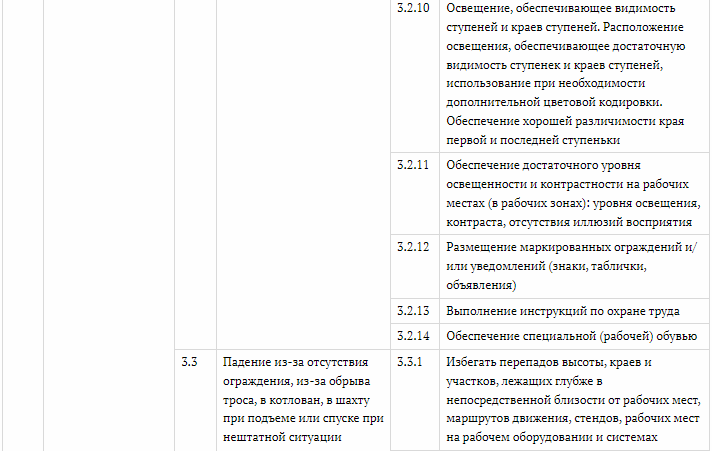 3.2.10 Освещение, обеспечивающее видимость
ступеней и краев ступеней. Расположение
освещения, обеспечивающее достаточную
видимость ступенек и краев ступеней,
использование при необходимости
дополнительной цветовой кодировки.
Обеспечение хорошей различимости края
первой и последней ступеньки
3.2.11 Обеспечение достаточного уровня
освещенности и контрастности на рабочих
местах (в рабочих зонах): уровня освещения,
контраста, отсутствия иллюзий восприятия
3.2.12 Размещение маркированных ограждений и/
или уведомлений (знаки, таблички,
объявления)
3.2.13 Выполнение инструкций по охране труда
3.2.14 Обеспечение специальной (рабочей) обувью
3.3 Падение из-за отсутствия
ограждения, из-за обрыва
троса, в котлован, в шахту
при подъеме или спуске при
нештатной ситуации
3.3.1 Избегать перепадов высоты, краев и
участков, лежащих глубже в
непосредственной близости от рабочих мест,
маршрутов движения, стендов, рабочих мест
на рабочем оборудовании и системах